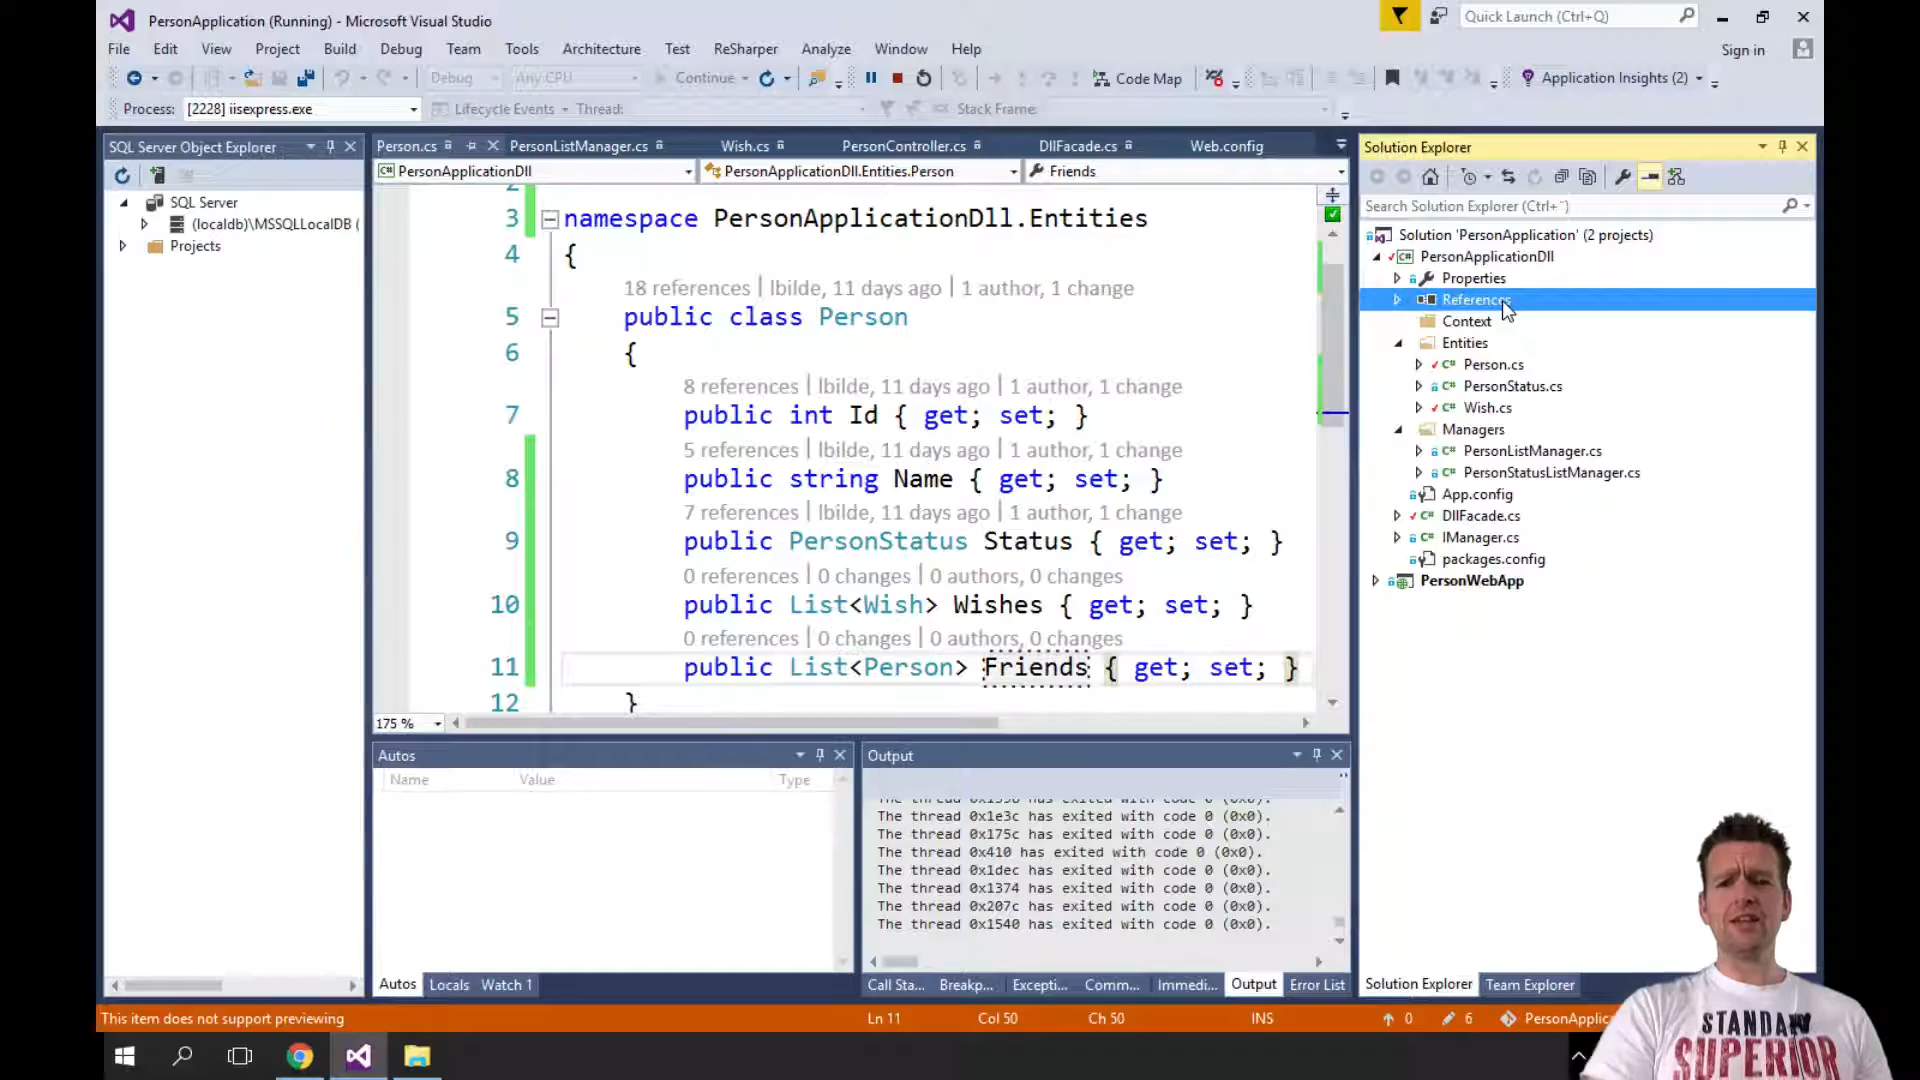 PersonApplication (Running) - Microsoft Visual Studio
Quick Launch (Ctrl+Q)
File Edit View Project Build Debug Team Tools Architecture Test ReSharper Analyze Window Help
Sign in
Debug Any CPU Continue Code Map Application Insights (2)
Process: [2228] iisexpress.exe Lifecycle Events Thread: Stack Frame:
SQL Server Object Explorer
SQL Server
(localdb)\MSSQLLocalDB (
Projects
Person.cs PersonListManager.cs Wish.cs PersonController.cs DllFacade.cs Web.config
PersonApplicationDll PersonApplicationDll.Entities.Person Friends
2
3 namespace PersonApplicationDll.Entities
4 {
18 references | lbilde, 11 days ago | 1 author, 1 change
5 public class Person
6 {
8 references | lbilde, 11 days ago | 1 author, 1 change
7 public int Id { get; set; }
5 references | lbilde, 11 days ago | 1 author, 1 change
8 public string Name { get; set; }
7 references | lbilde, 11 days ago | 1 author, 1 change
9 public PersonStatus Status { get; set; }
0 references | 0 changes | 0 authors, 0 changes
10 public List<Wish> Wishes { get; set; }
0 references | 0 changes | 0 authors, 0 changes
11 public List<Person> Friends { get; set; }
12 }
175 %
Autos
Name Value Type
Autos Locals Watch 1
Output
The thread 0x1e3c has exited with code 0 (0x0).
The thread 0x175c has exited with code 0 (0x0).
The thread 0x410 has exited with code 0 (0x0).
The thread 0x1dec has exited with code 0 (0x0).
The thread 0x1374 has exited with code 0 (0x0).
The thread 0x207c has exited with code 0 (0x0).
The thread 0x1540 has exited with code 0 (0x0).
Call Sta... Breakp... Excepti... Comm... Immedi... Output Error List
Solution Explorer
Search Solution Explorer (Ctrl+¨)
Solution 'PersonApplication' (2 projects)
PersonApplicationDll
Properties
References
Context
Entities
Person.cs
PersonStatus.cs
Wish.cs
Managers
PersonListManager.cs
PersonStatusListManager.cs
App.config
DllFacade.cs
IManager.cs
packages.config
PersonWebApp
Solution Explorer Team Explorer
This item does not support previewing Ln 11 Col 50 Ch 50 INS 0 6 PersonApplica
STANDA
SUPERIOR